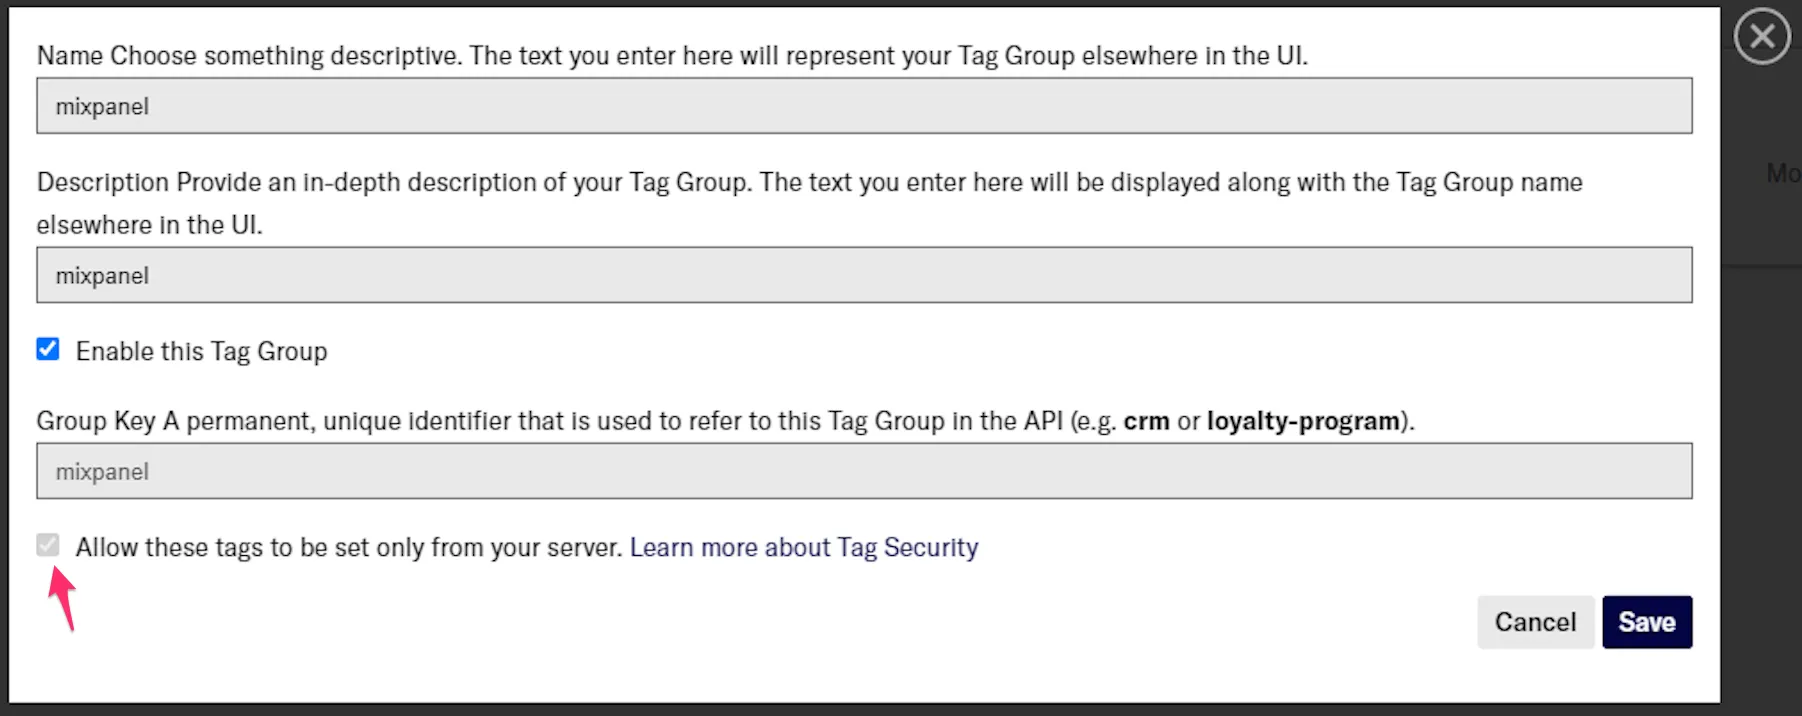 Name Choose something descriptive. The text you enter here will represent your Tag Group elsewhere in the UI.
mixpanel
Description Provide an in-depth description of your Tag Group. The text you enter here will be displayed along with the Tag Group name
elsewhere in the UI.
mixpanel
Enable this Tag Group
Group Key A permanent, unique identifier that is used to refer to this Tag Group in the API (e.g. crm or loyalty-program).
mixpanel
Allow these tags to be set only from your server. Learn more about Tag Security
Cancel Save
Mo